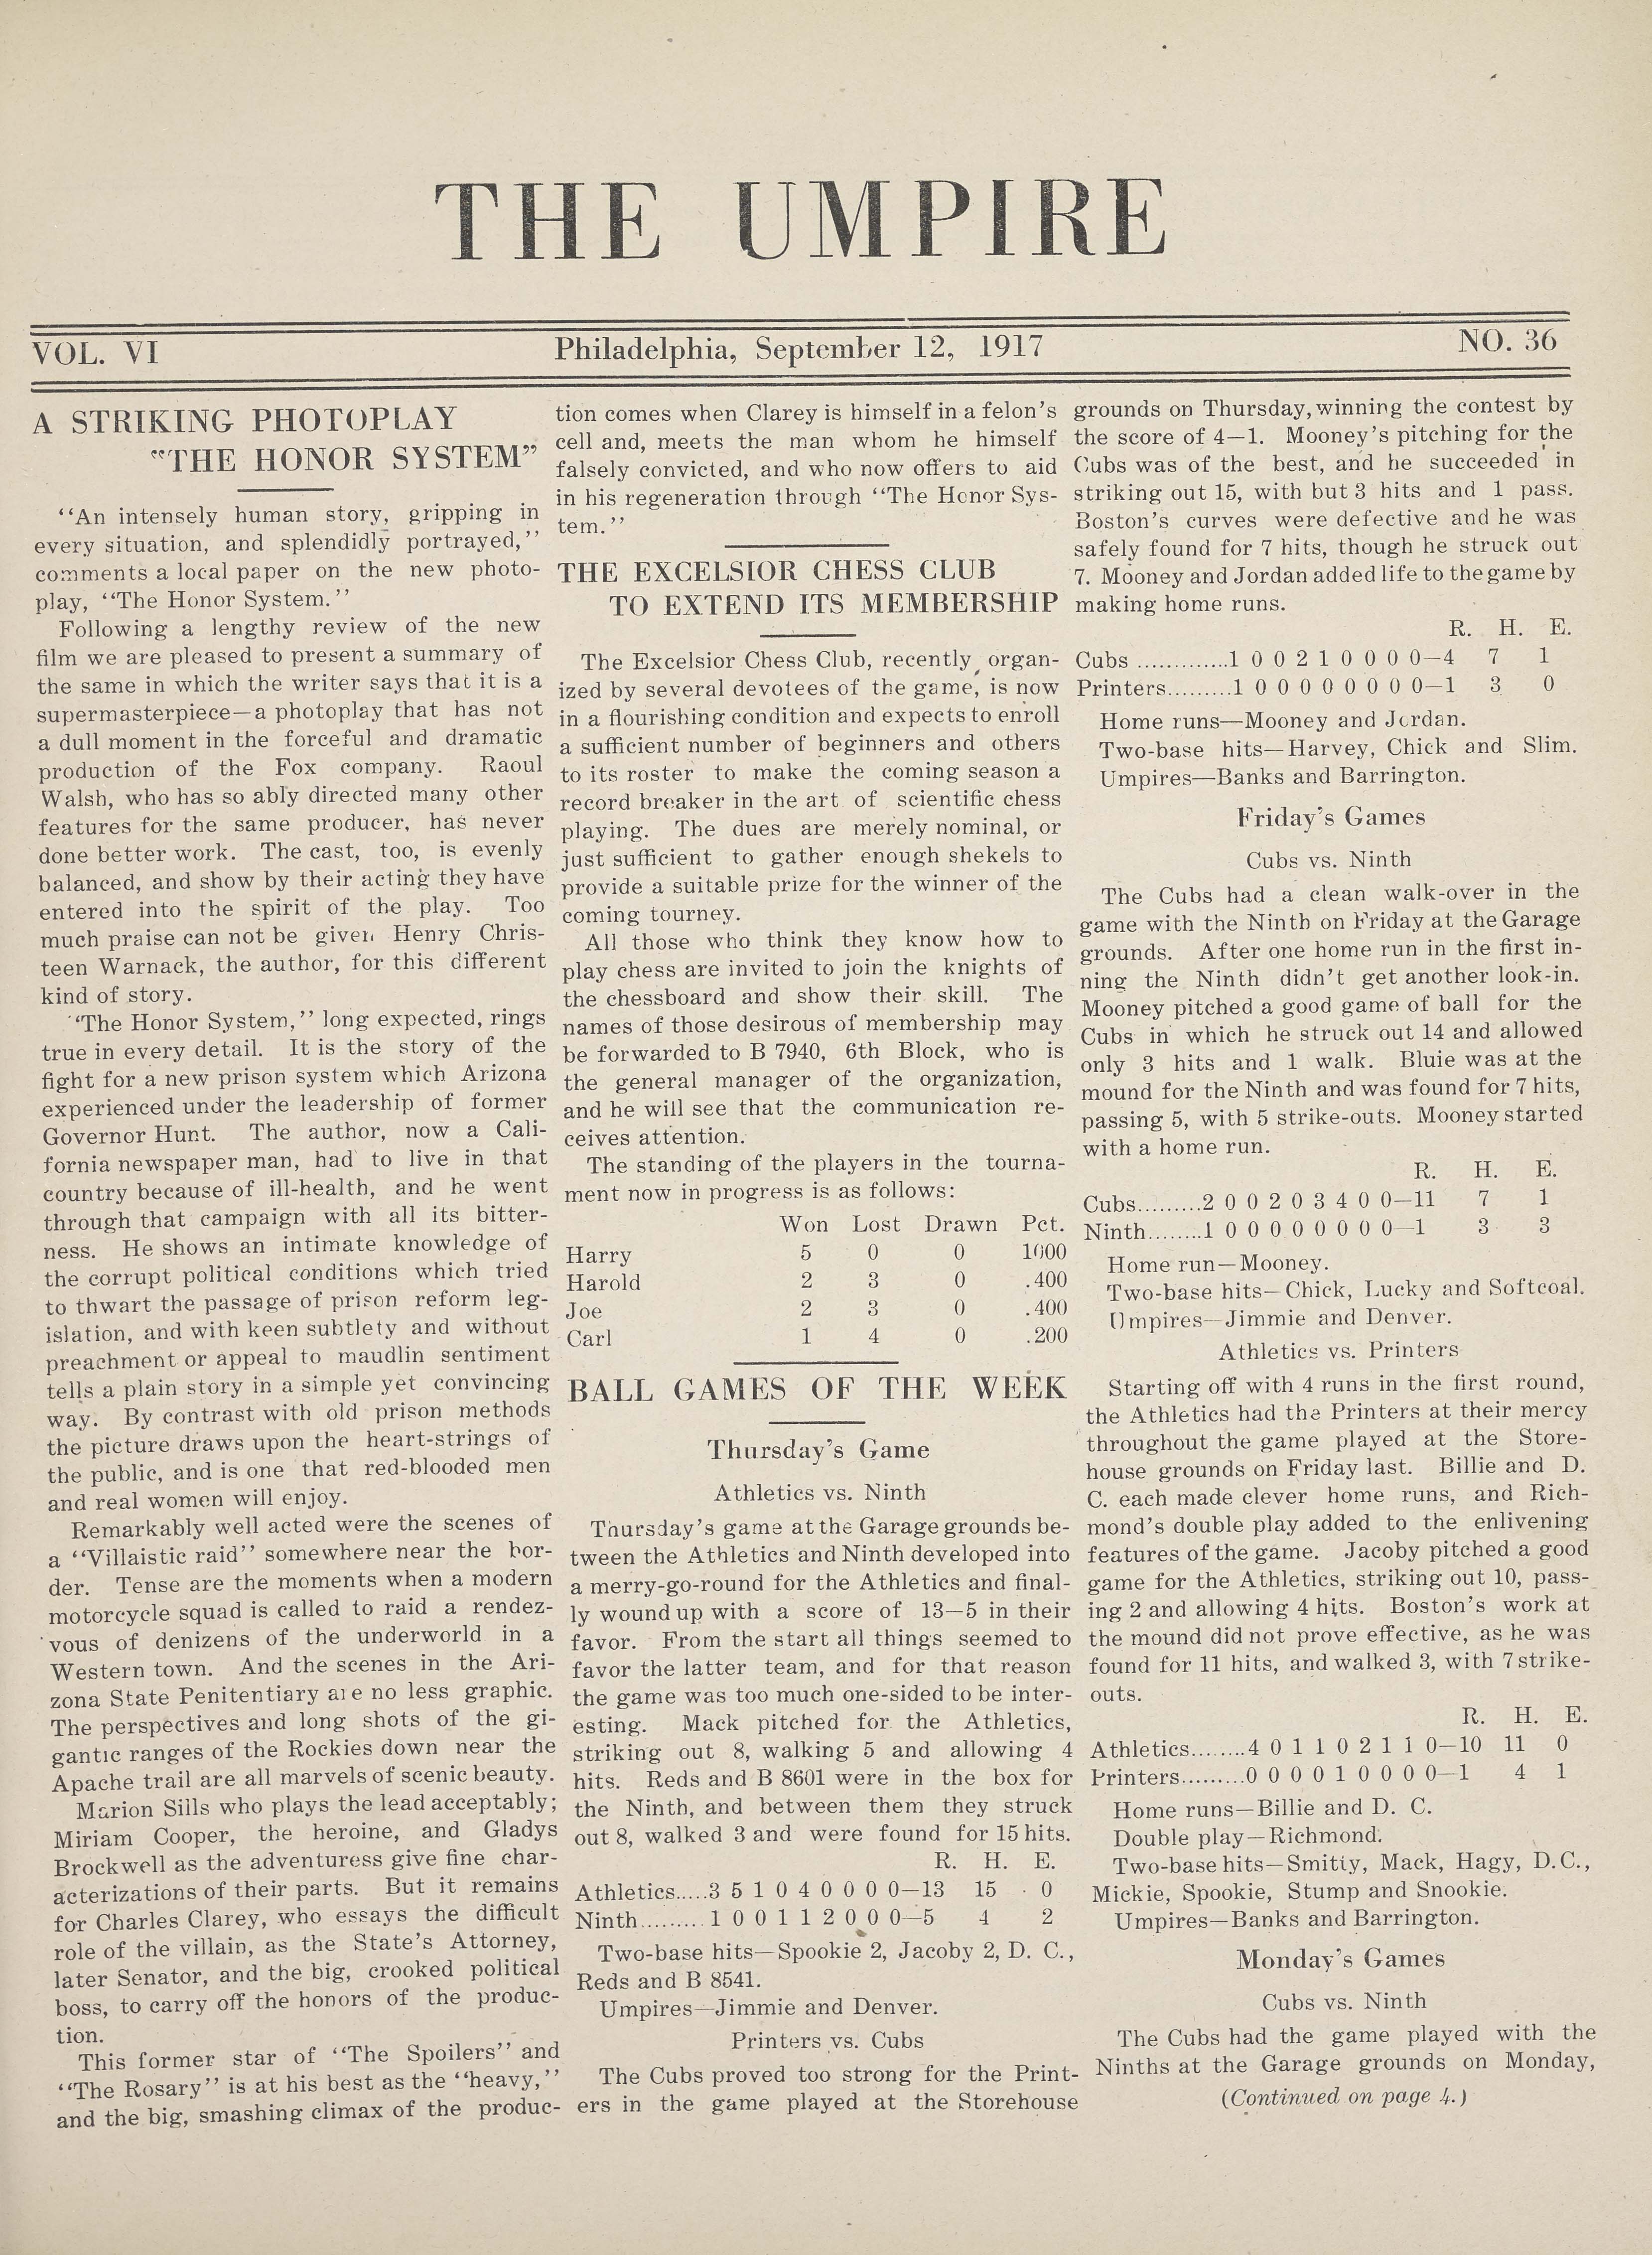 THE UMPIRE
VOL. VI
Philadelphia, September 12, 1917
NO. 36
A STRIKING PHOTOPLAY
"THE HONOR SYSTEM"
"An intensely human story, gripping in
every situation, and splendidly portrayed,"
comments a local paper on the new photo-
play, "The Honor System."
Following a lengthy review of the new
film we are pleased to present a summary of
the same in which the writer says that it is a
supermasterpiece—a photoplay that has not
a dull moment in the forceful and dramatic
production of the Fox company. Raoul
Walsh, who has so ably directed many other
features for the same producer, has never
done better work. The cast, too, is evenly
balanced, and show by their acting they have
entered into the spirit of the play. Too
much praise can not be given Henry Chris-
teen Warnack, the author, for this different
kind of story.
"The Honor System," long expected, rings
true in every detail. It is the story of the
fight for a new prison system which Arizona
experienced under the leadership of former
Governor Hunt. The author, now a Cali-
fornia newspaper man, had to live in that
country because of ill-health, and he went
through that campaign with all its bitter-
ness. He shows an intimate knowledge of
the corrupt political conditions which tried
to thwart the passage of prison reform leg-
islation, and with keen subtlety and without
preachment or appeal to maudlin sentiment
tells a plain story in a simple yet convincing
way. By contrast with old prison methods
the picture draws upon the heart-strings of
the public, and is one that red-blooded men
and real women will enjoy.
Remarkably well acted were the scenes of
a "Villaistic raid" somewhere near the bor-
der. Tense are the moments when a modern
motorcycle squad is called to raid a rendez-
vous of denizens of the underworld in a
Western town. And the scenes in the Ari-
zona State Penitentiary are no less graphic.
The perspectives and long shots of the gi-
gantic ranges of the Rockies down near the
Apache trail are all marvels of scenic beauty.
Marion Sills who plays the lead acceptably;
Miriam Cooper, the heroine, and Gladys
Brockwell as the adventuress give fine char-
acterizations of their parts. But it remains
for Charles Clarey, who essays the difficult
role of the villain, as the State's Attorney,
later Senator, and the big, crooked political
boss, to carry off the honors of the produc-
tion.
This former star of "The Spoilers" and
"The Rosary" is at his best as the "heavy,"
and the big, smashing climax of the produc-
tion comes when Clarey is himself in a felon's
cell and, meets the man whom he himself
falsely convicted, and who now offers to aid
in his regeneration through "The Honor Sys-
tem."
THE EXCELSIOR CHESS CLUB
TO EXTEND ITS MEMBERSHIP
The Excelsior Chess Club, recently organ-
ized by several devotees of the game, is now
in a flourishing condition and expects to enroll
a sufficient number of beginners and others
to its roster to make the coming season a
record breaker in the art of scientific chess
playing. The dues are merely nominal, or
just sufficient to gather enough shekels to
provide a suitable prize for the winner of the
coming tourney.
All those who think they know how to
play chess are invited to join the knights of
the chessboard and show their skill. The
names of those desirous of membership may
be forwarded to B 7940, 6th Block, who is
the general manager of the organization,
and he will see that the communication re-
ceives attention.
The standing of the players in the tourna-
ment now in progress is as follows:
Won Lost Drawn Pct.
Harry 5 0 0 1000
Harold 2 3 0 .400
Joe 2 3 0 .400
Carl 1 4 0 .200
BALL GAMES OF THE WEEK
Thursday's Game
Athletics vs. Ninth
Thursday's game at the Garage grounds be-
tween the Athletics and Ninth developed into
a merry-go-round for the Athletics and final-
ly wound up with a score of 13—5 in their
favor. From the start all things seemed to
favor the latter team, and for that reason
the game was too much one-sided to be inter-
esting. Mack pitched for the Athletics,
striking out 8, walking 5 and allowing 4
hits. Reds and B 8601 were in the box for
the Ninth, and between them they struck
out 8, walked 3 and were found for 15 hits.
R. H. E.
Athletics.....3 5 1 0 4 0 0 0 0—13 15 0
Ninth.........1 0 0 1 1 2 0 0 0—5 4 2
Two-base hits—Spookie 2, Jacoby 2, D. C.,
Reds and B 8541.
Umpires—Jimmie and Denver.
Printers vs. Cubs
The Cubs proved too strong for the Print-
ers in the game played at the Storehouse
grounds on Thursday, winning the contest by
the score of 4—1. Mooney's pitching for the
Cubs was of the best, and he succeeded in
striking out 15, with but 3 hits and 1 pass.
Boston's curves were defective and he was
safely found for 7 hits, though he struck out
7. Mooney and Jordan added life to the game by
making home runs.
R. H. E.
Cubs .............1 0 0 2 1 0 0 0 0—4 7 1
Printers.........1 0 0 0 0 0 0 0 0—1 3 0
Home runs—Mooney and Jordan.
Two-base hits—Harvey, Chick and Slim.
Umpires—Banks and Barrington.
Friday's Games
Cubs vs. Ninth
The Cubs had a clean walk-over in the
game with the Ninth on Friday at the Garage
grounds. After one home run in the first in-
ning the Ninth didn't get another look-in.
Mooney pitched a good game of ball for the
Cubs in which he struck out 14 and allowed
only 3 hits and 1 walk. Bluie was at the
mound for the Ninth and was found for 7 hits,
passing 5, with 5 strike-outs. Mooney started
with a home run.
R. H. E.
Cubs.........2 0 0 2 0 3 4 0 0—11 7 1
Ninth........1 0 0 0 0 0 0 0 0—1 3 3
Home run—Mooney.
Two-base hits—Chick, Lucky and Softcoal.
Umpires—Jimmie and Denver.
Athletics vs. Printers
Starting off with 4 runs in the first round,
the Athletics had the Printers at their mercy
throughout the game played at the Store-
house grounds on Friday last. Billie and D.
C. each made clever home runs, and Rich-
mond's double play added to the enlivening
features of the game. Jacoby pitched a good
game for the Athletics, striking out 10, pass-
ing 2 and allowing 4 hits. Boston's work at
the mound did not prove effective, as he was
found for 11 hits, and walked 3, with 7 strike-
outs.
R. H. E.
Athletics........4 0 1 1 0 2 1 1 0—10 11 0
Printers.........0 0 0 0 1 0 0 0 0—1 4 1
Home runs—Billie and D. C.
Double play—Richmond.
Two-base hits—Smitty, Mack, Hagy, D.C.,
Mickie, Spookie, Stump and Snookie.
Umpires—Banks and Barrington.
Monday's Games
Cubs vs. Ninth
The Cubs had the game played with the
Ninths at the Garage grounds on Monday,
(Continued on page 4.)